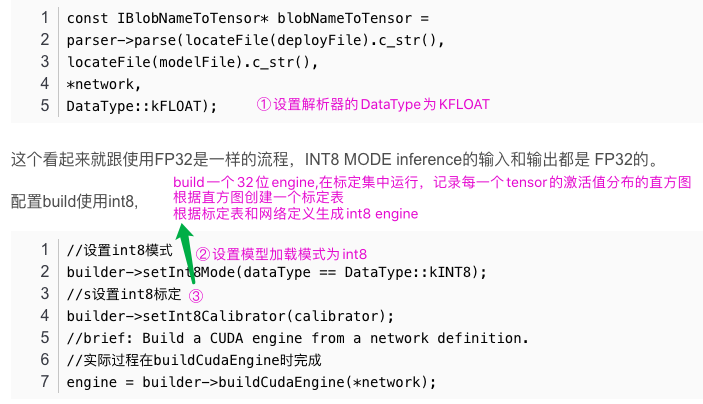 1 const IBlobNameToTensor* blobNameToTensor =
2 parser->parse(locateFile(deployFile).c_str(),
3 locateFile(modelFile).c_str(),
4 *network,
5 DataType::kFLOAT);
①设置解析器的DataType为KFLOAT
这个看起来就跟使用FP32是一样的流程，INT8 MODE inference的输入和输出都是 FP32的。
build一个32位engine,在标定集中运行，记录每一个tensor的激活值分布的直方图
根据直方图创建一个标定表
配置build使用int8,
根据标定表和网络定义生成int8 engine
1 //设置int8模式
②设置模型加载模式为int8
2 builder->setInt8Mode(dataType == DataType::kINT8);
3 //s设置int8标定
③
4 builder->setInt8Calibrator(calibrator);
5 //brief: Build a CUDA engine from a network definition.
6 //实际过程在buildCudaEngine时完成
7 engine = builder->buildCudaEngine(*network);